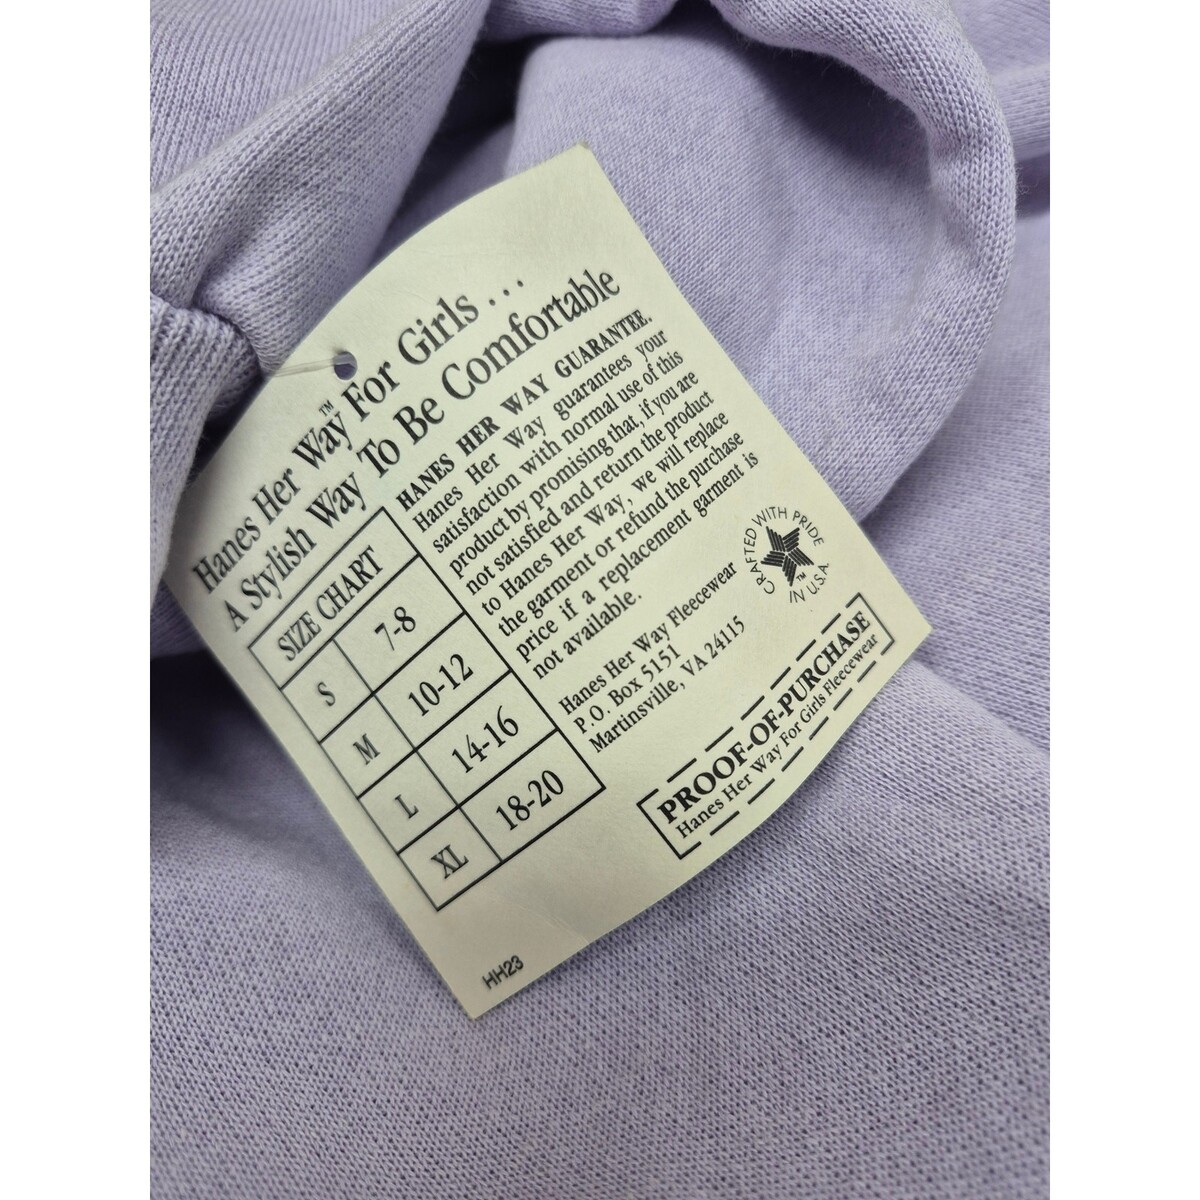 Hanes Her Way™ For Girls ...
A Stylish Way To Be Comfortable
SIZE CHART
S 7-8
M 10-12
L 14-16
XL 18-20
HANES HER WAY GUARANTEE.
Hanes Her Way guarantees your
satisfaction with normal use of this
product by promising that, if you are
not satisfied and return the product
to Hanes Her Way, we will replace
the garment or refund the purchase
price if a replacement garment is
not available.
Hanes Her Way Fleecewear
P.O. Box 5151
Martinsville, VA 24115
CRAFTED WITH PRIDE
IN U.S.A.
™
PROOF-OF-PURCHASE
Hanes Her Way For Girls Fleecewear
HH23